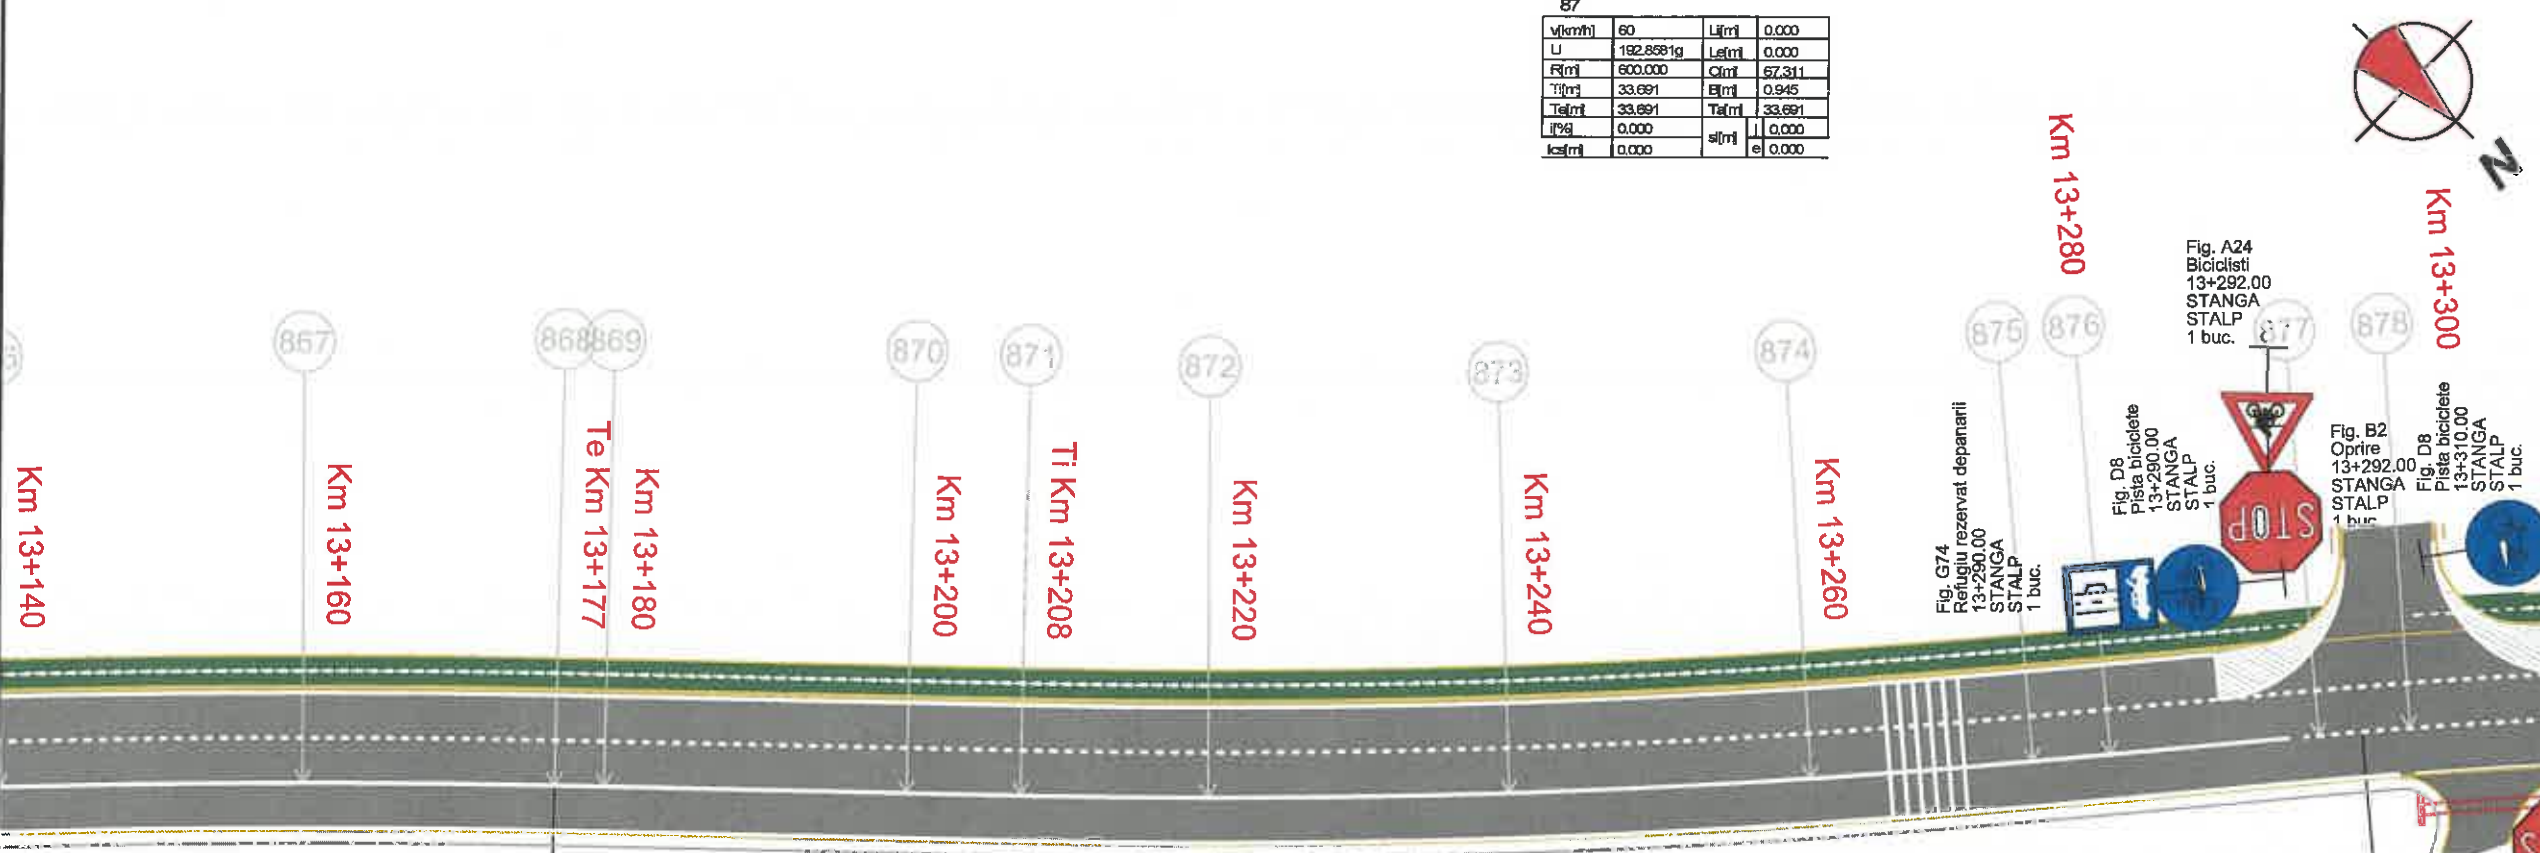 87
v[km/h] 60 Li[m] 0.000
U 192.8581g Le[m] 0.000
R[m] 600.000 C[m] 67.311
Ti[m] 33.691 B[m] 0.945
Te[m] 33.691 Ta[m] 33.691
i[%] 0.000 sl[m] i 0.000
lcs[m] 0.000 e 0.000
N
Km 13+280
Km 13+300
Fig. A24
Biciclisti
13+292.00
STANGA
STALP
1 buc.
867
868
869
870
871
872
873
874
875
876
877
878
Km 13+140
Km 13+160
Te Km 13+177
Km 13+180
Km 13+200
Ti Km 13+208
Km 13+220
Km 13+240
Km 13+260
Fig. G74
Refugiu rezervat depanarii
13+290.00
STANGA
STALP
1 buc.
Fig. D8
Pista biciclete
13+290.00
STANGA
STALP
1 buc.
STOP
Fig. B2
Oprire
13+292.00
STANGA
STALP
1 buc
Fig. D8
Pista biciclete
13+310.00
STANGA
STALP
1 buc.